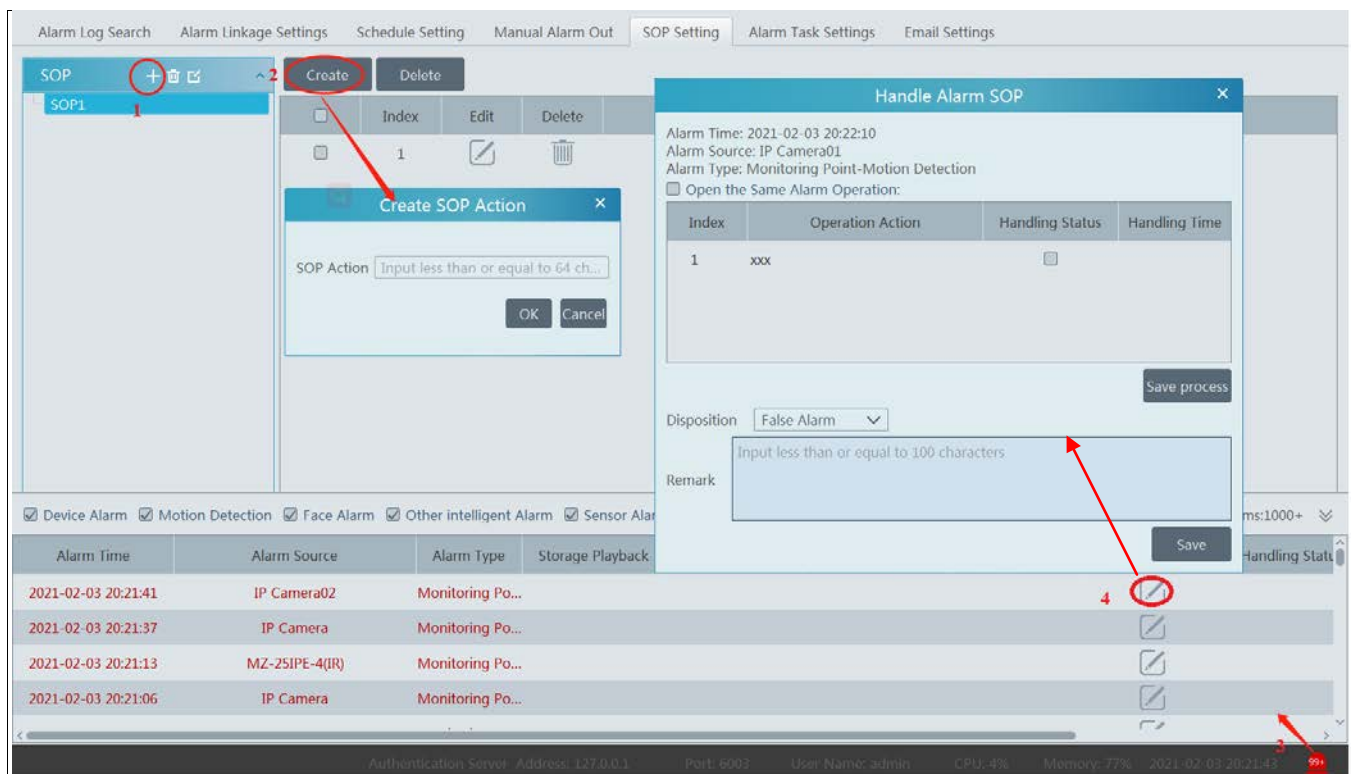 Alarm Log Search Alarm Linkage Settings Schedule Setting Manual Alarm Out SOP Setting Alarm Task Settings Email Settings
SOP
1
SOP1
2 Create Delete
Index Edit Delete
1
Create SOP Action ×
SOP Action Input less than or equal to 64 ch...
OK Cancel
Handle Alarm SOP ×
Alarm Time: 2021-02-03 20:22:10
Alarm Source: IP Camera01
Alarm Type: Monitoring Point-Motion Detection
Open the Same Alarm Operation:
Index Operation Action Handling Status Handling Time
1 xxx
Save process
Disposition False Alarm
Input less than or equal to 100 characters
Remark
Save
Device Alarm Motion Detection Face Alarm Other intelligent Alarm Sensor Alar
ms:1000+
Alarm Time Alarm Source Alarm Type Storage Playback Handling Statu
2021-02-03 20:21:41 IP Camera02 Monitoring Po... 4
2021-02-03 20:21:37 IP Camera Monitoring Po...
2021-02-03 20:21:13 MZ-25IPE-4(IR) Monitoring Po...
2021-02-03 20:21:06 IP Camera Monitoring Po...
3
Authentication Server Address: 127.0.0.1 Port: 6003 User Name: admin CPU: 4% Memory: 77% 2021-02-03 20:21:43 99+